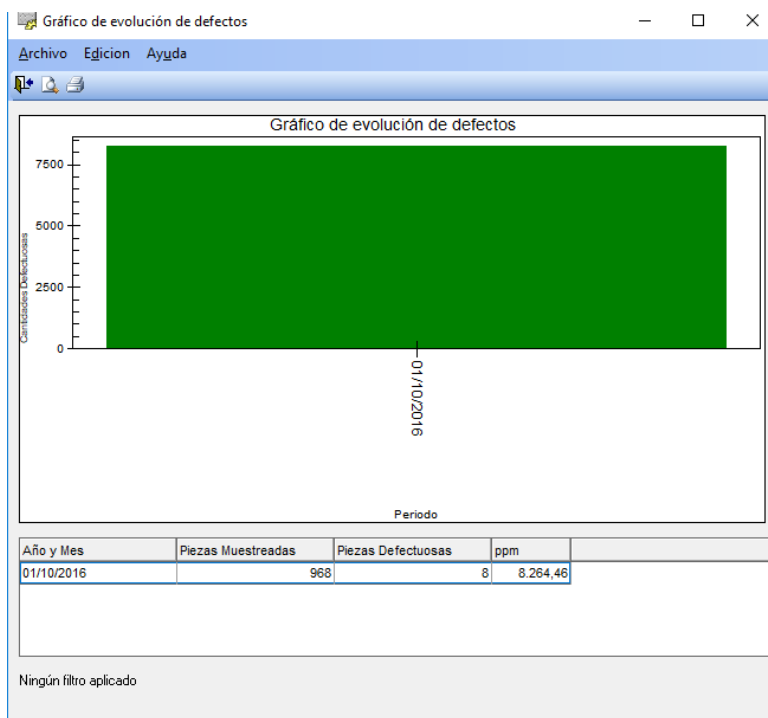 Gráfico de evolución de defectos
Archivo Edicion Ayuda
Gráfico de evolución de defectos
7500
5000
2500
0
Cantidades Defectuosas
01/10/2016
Periodo
Año y Mes Piezas Muestreadas Piezas Defectuosas ppm
01/10/2016 968 8 8.264,46
Ningún filtro aplicado